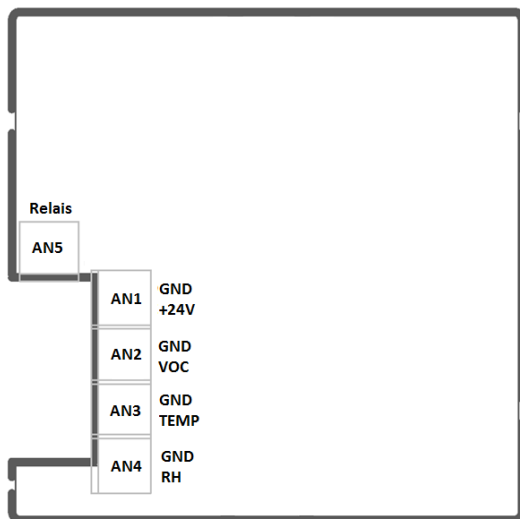 Relais
AN5
AN1
GND
+24V
AN2
GND
VOC
AN3
GND
TEMP
AN4
GND
RH